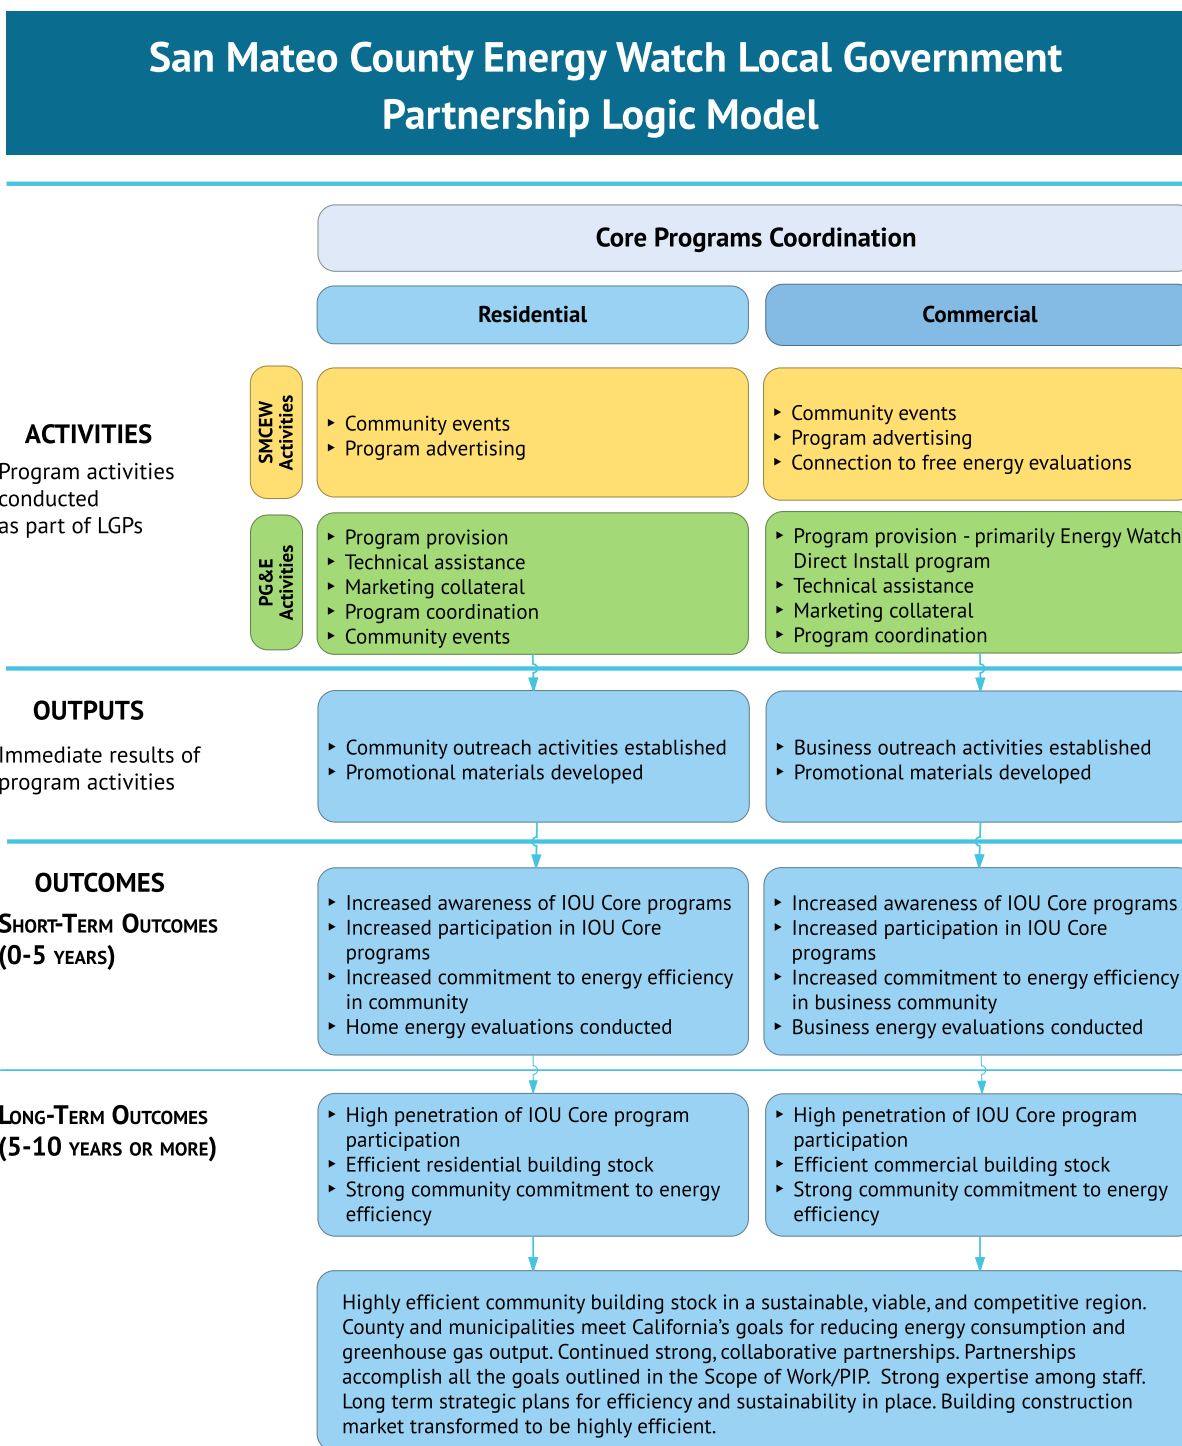 San Mateo County Energy Watch Local Government
Partnership Logic Model
Core Programs Coordination
Residential
Commercial
ACTIVITIES
Program activities
conducted
as part of LGPs
SMCEW
Activities
‣ Community events
‣ Program advertising
‣ Community events
‣ Program advertising
‣ Connection to free energy evaluations
PG&E
Activities
‣ Program provision
‣ Technical assistance
‣ Marketing collateral
‣ Program coordination
‣ Community events
‣ Program provision - primarily Energy Watch
Direct Install program
‣ Technical assistance
‣ Marketing collateral
‣ Program coordination
OUTPUTS
Immediate results of
program activities
‣ Community outreach activities established
‣ Promotional materials developed
‣ Business outreach activities established
‣ Promotional materials developed
OUTCOMES
Short-Term Outcomes
(0-5 years)
‣ Increased awareness of IOU Core programs
‣ Increased participation in IOU Core
programs
‣ Increased commitment to energy efficiency
in community
‣ Home energy evaluations conducted
‣ Increased awareness of IOU Core programs
‣ Increased participation in IOU Core
programs
‣ Increased commitment to energy efficiency
in business community
‣ Business energy evaluations conducted
Long-Term Outcomes
(5-10 years or more)
‣ High penetration of IOU Core program
participation
‣ Efficient residential building stock
‣ Strong community commitment to energy
efficiency
‣ High penetration of IOU Core program
participation
‣ Efficient commercial building stock
‣ Strong community commitment to energy
efficiency
Highly efficient community building stock in a sustainable, viable, and competitive region.
County and municipalities meet California's goals for reducing energy consumption and
greenhouse gas output. Continued strong, collaborative partnerships. Partnerships
accomplish all the goals outlined in the Scope of Work/PIP. Strong expertise among staff.
Long term strategic plans for efficiency and sustainability in place. Building construction
market transformed to be highly efficient.